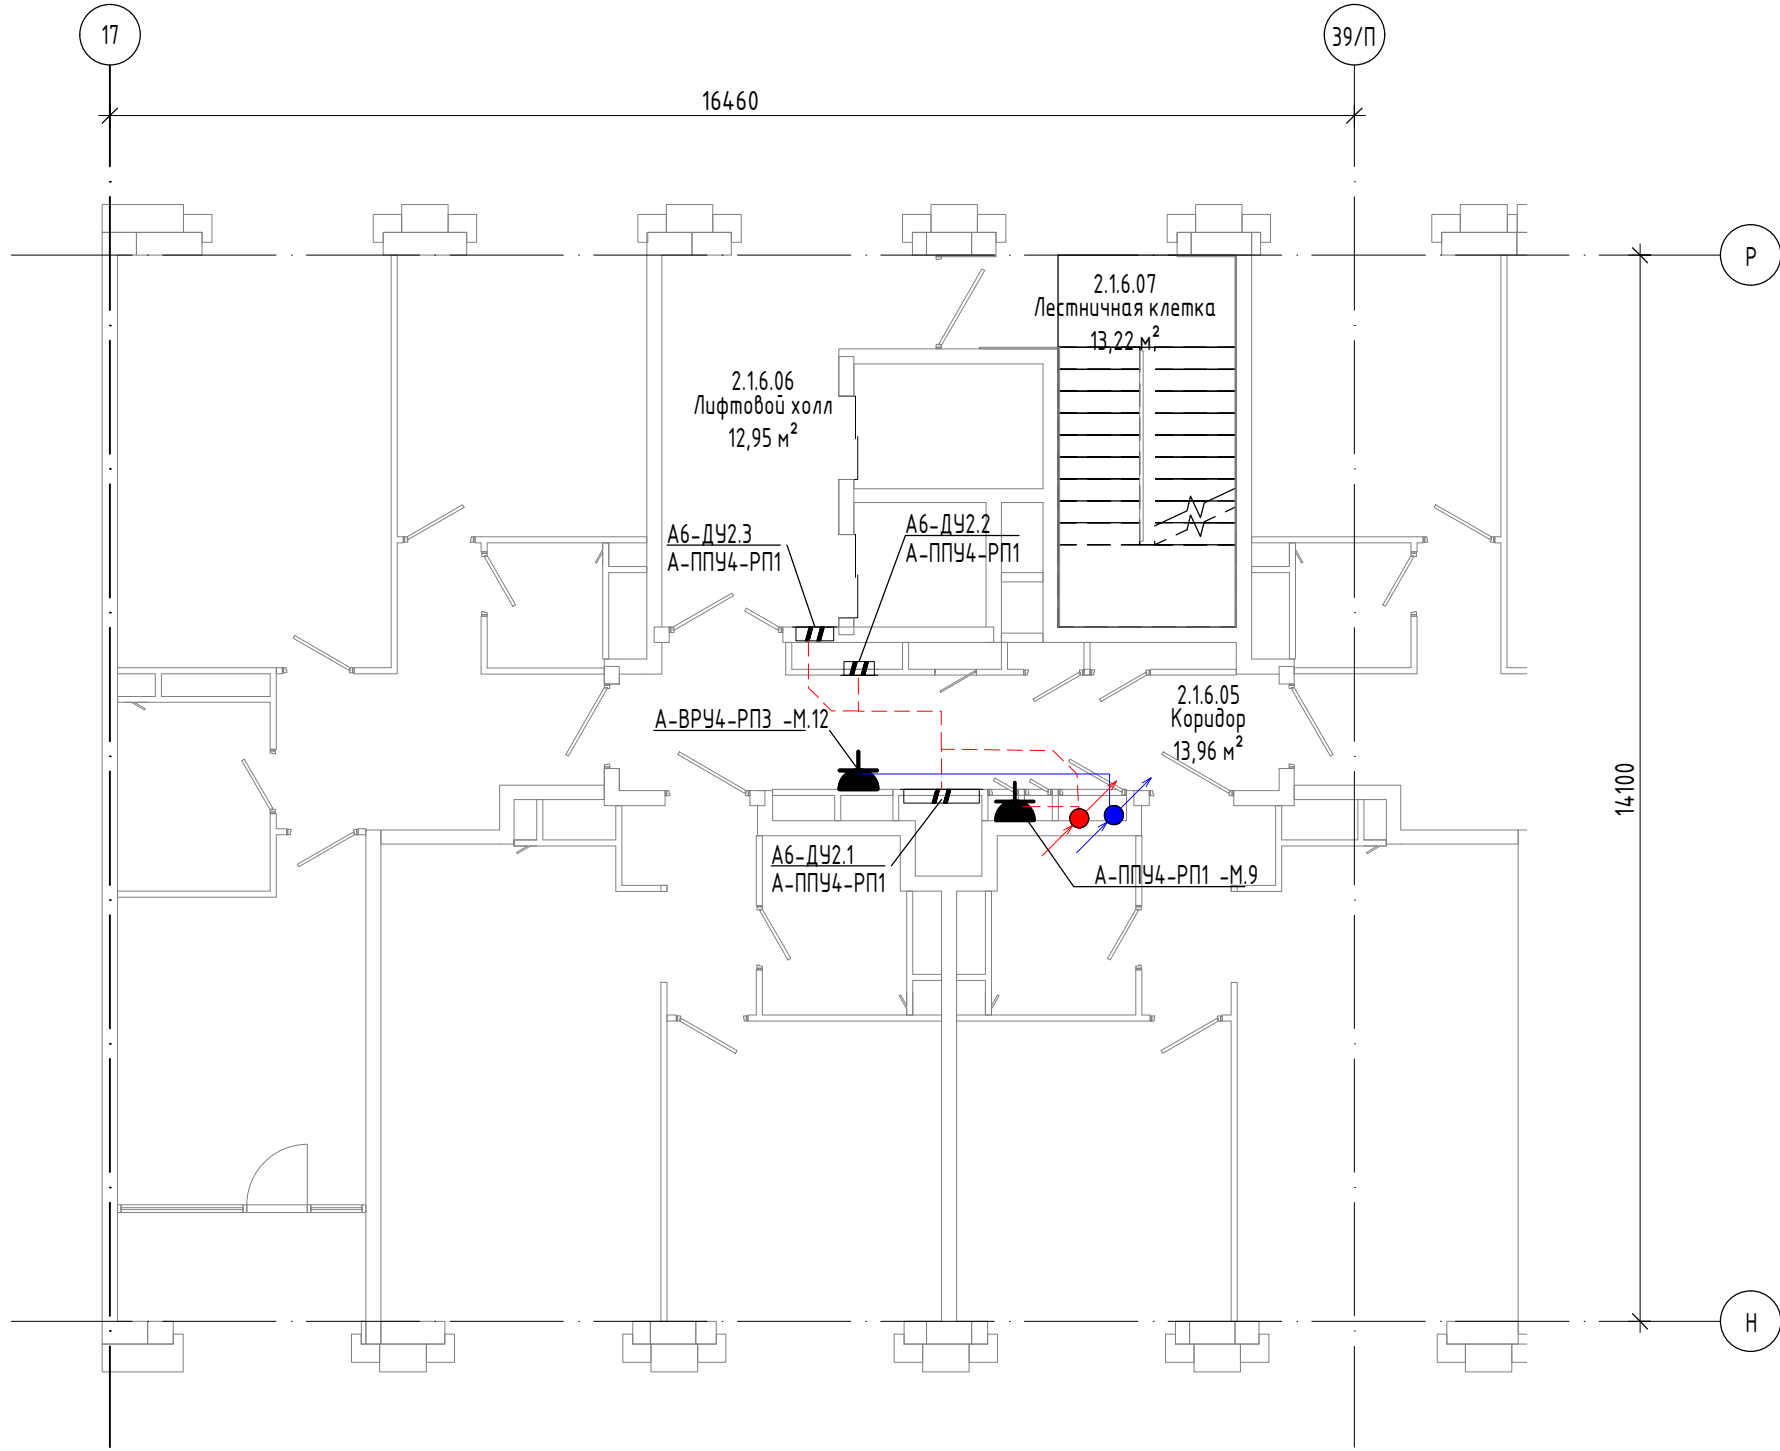 17
39/П
16460
Р
2.1.6.07
Лестничная клетка
13,22 м²
2.1.6.06
Лифтовой холл
12,95 м²
А6-ДУ2.3
А-ППУ4-РП1
А6-ДУ2.2
А-ППУ4-РП1
2.1.6.05
Коридор
13,96 м²
А-ВРУ4-РП3 -М.12
14100
А6-ДУ2.1
А-ППУ4-РП1
А-ППУ4-РП1 -М.9
Н